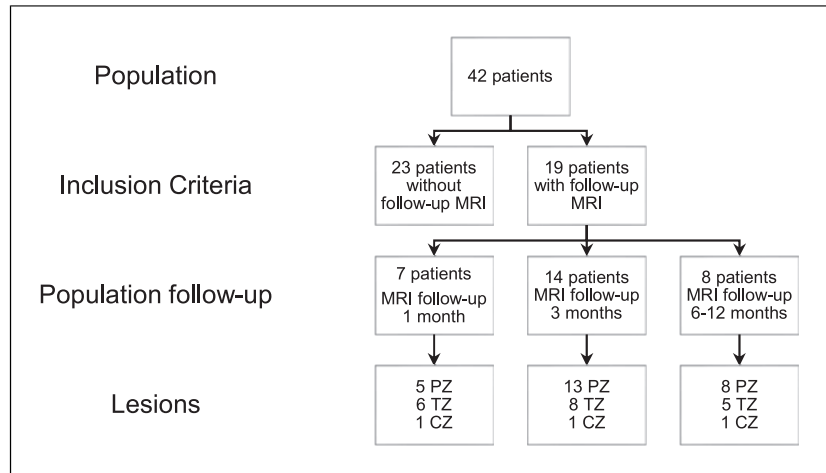 Population
42 patients
Inclusion Criteria
23 patients
without
follow-up MRI
19 patients
with follow-up
MRI
Population follow-up
7 patients
MRI follow-up
1 month
14 patients
MRI follow-up
3 months
8 patients
MRI follow-up
6-12 months
Lesions
5 PZ
6 TZ
1 CZ
13 PZ
8 TZ
1 CZ
8 PZ
5 TZ
1 CZ